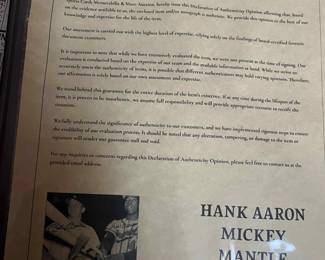 Sports Cards Memorabilia & More Auction, hereby issue this Declaration of Authenticity Opinion affirming that, based
on the evidence available to us, the enclosed item and/or autograph is authentic. We provide this opinion to the best of our
knowledge and expertise for the life of the item.
Our assessment is carried out with the highest level of expertise, relying solely on the findings of board-certified forensic
document examiners.
It is important to note that while we have extensively evaluated the item, we were not present at the time of signing. Our
evaluation is conducted based on the expertise of our team and the available information at hand. While we strive to
accurately assess the authenticity of items, it is possible that different authenticators may hold varying opinions. Therefore,
our affirmation is solely based on our own assessment and expertise.
We stand behind this guarantee for the entire duration of the item's existence. If at any time during the lifespan of the
item, it is proven to be inauthentic, we assume full responsibility and will provide appropriate recourse to rectify the
situation.
We fully understand the significance of authenticity to our customers, and we have implemented rigorous steps to ensure
the credibility of our evaluation process. It should be noted that any alteration, tampering, or damage to the item or
signature will render our guarantee null and void.
For any inquiries or concerns regarding this Declaration of Authenticity Opinion, please feel free to contact us at the
provided email address.
HANK AARON
MICKEY
MANTLE